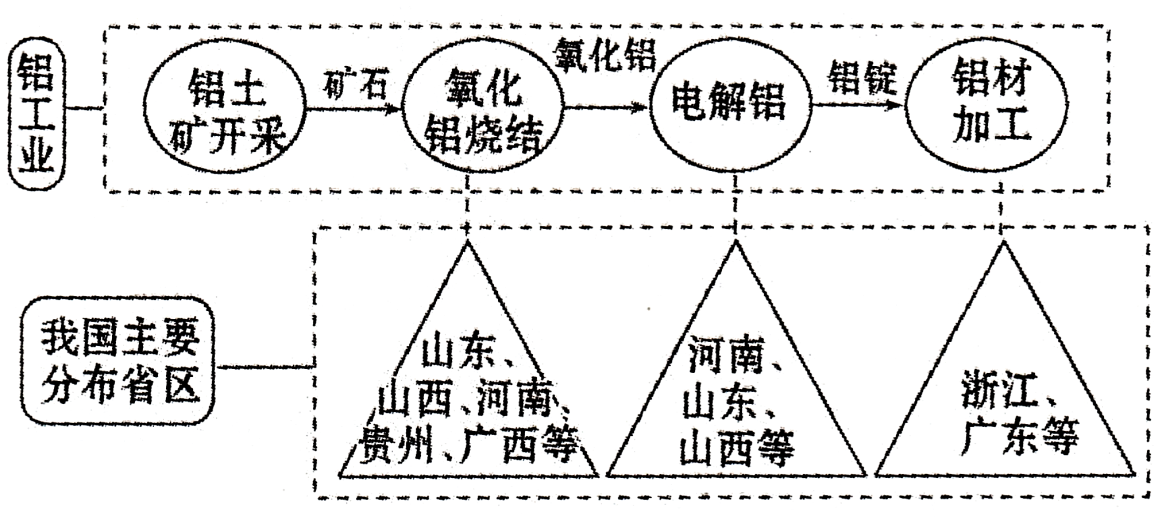 铝工业
铝土
矿开采
矿石
氧化
铝烧结
氧化铝
电解铝
铝锭
铝材
加工
我国主要
分布省区
山东、
山西、河南、
贵州、广西等
河南、
山东、
山西等
浙江、
广东等